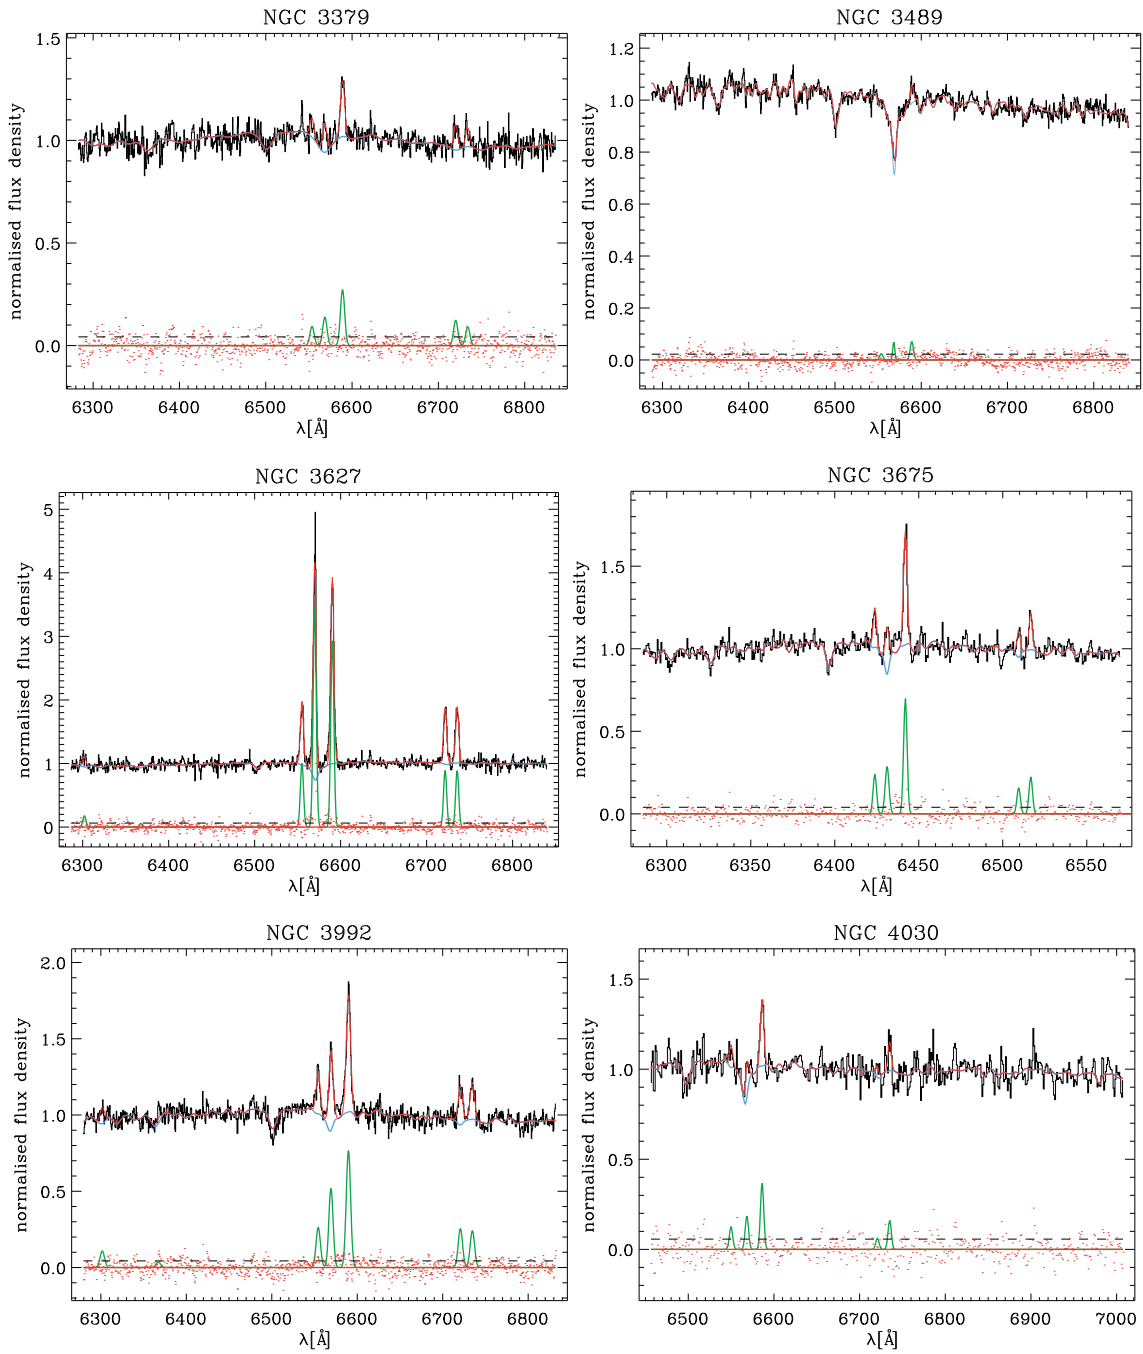 NGC 3379
normalised flux density
1.5
1.0
0.5
0.0
6300 6400 6500 6600 6700 6800
λ[Å]
NGC 3489
normalised flux density
1.2
1.0
0.8
0.6
0.4
0.2
0.0
6300 6400 6500 6600 6700 6800
λ[Å]
NGC 3627
normalised flux density
5
4
3
2
1
0
6300 6400 6500 6600 6700 6800
λ[Å]
NGC 3675
normalised flux density
1.5
1.0
0.5
0.0
6300 6350 6400 6450 6500 6550
λ[Å]
NGC 3992
normalised flux density
2.0
1.5
1.0
0.5
0.0
6300 6400 6500 6600 6700 6800
λ[Å]
NGC 4030
normalised flux density
1.5
1.0
0.5
0.0
6500 6600 6700 6800 6900 7000
λ[Å]